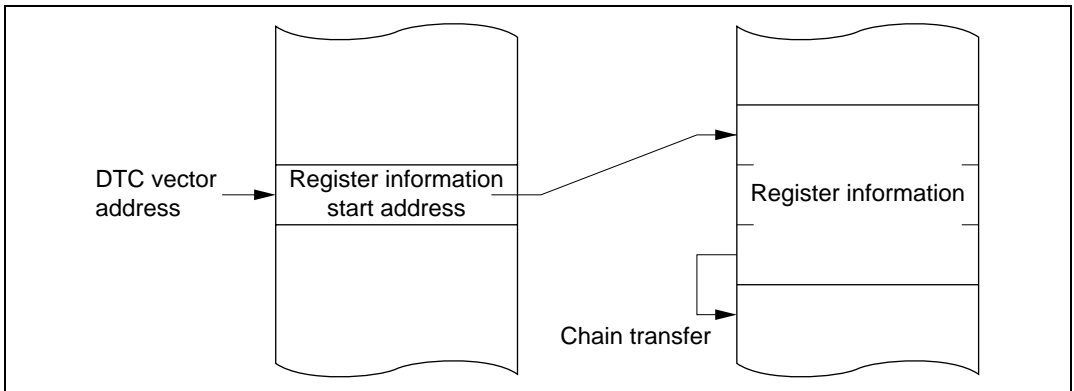 DTC vector
address
Register information
start address
Register information
Chain transfer